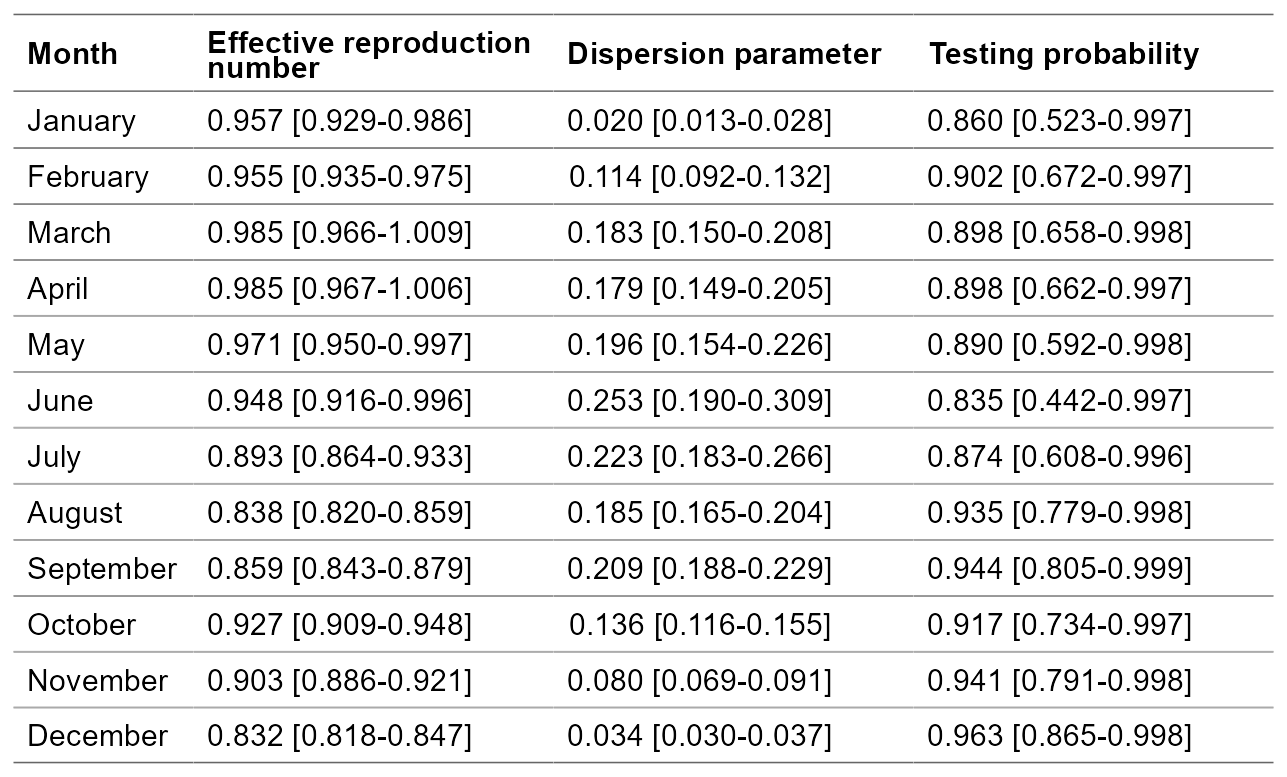 Month Effective reproduction number Dispersion parameter Testing probability
January 0.957 [0.929-0.986] 0.020 [0.013-0.028] 0.860 [0.523-0.997]
February 0.955 [0.935-0.975] 0.114 [0.092-0.132] 0.902 [0.672-0.997]
March 0.985 [0.966-1.009] 0.183 [0.150-0.208] 0.898 [0.658-0.998]
April 0.985 [0.967-1.006] 0.179 [0.149-0.205] 0.898 [0.662-0.997]
May 0.971 [0.950-0.997] 0.196 [0.154-0.226] 0.890 [0.592-0.998]
June 0.948 [0.916-0.996] 0.253 [0.190-0.309] 0.835 [0.442-0.997]
July 0.893 [0.864-0.933] 0.223 [0.183-0.266] 0.874 [0.608-0.996]
August 0.838 [0.820-0.859] 0.185 [0.165-0.204] 0.935 [0.779-0.998]
September 0.859 [0.843-0.879] 0.209 [0.188-0.229] 0.944 [0.805-0.999]
October 0.927 [0.909-0.948] 0.136 [0.116-0.155] 0.917 [0.734-0.997]
November 0.903 [0.886-0.921] 0.080 [0.069-0.091] 0.941 [0.791-0.998]
December 0.832 [0.818-0.847] 0.034 [0.030-0.037] 0.963 [0.865-0.998]